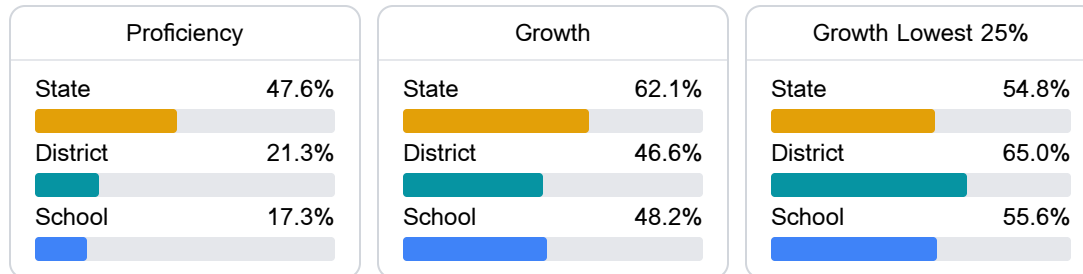 Proficiency
State 47.6%
District 21.3%
School 17.3%
Growth
State 62.1%
District 46.6%
School 48.2%
Growth Lowest 25%
State 54.8%
District 65.0%
School 55.6%